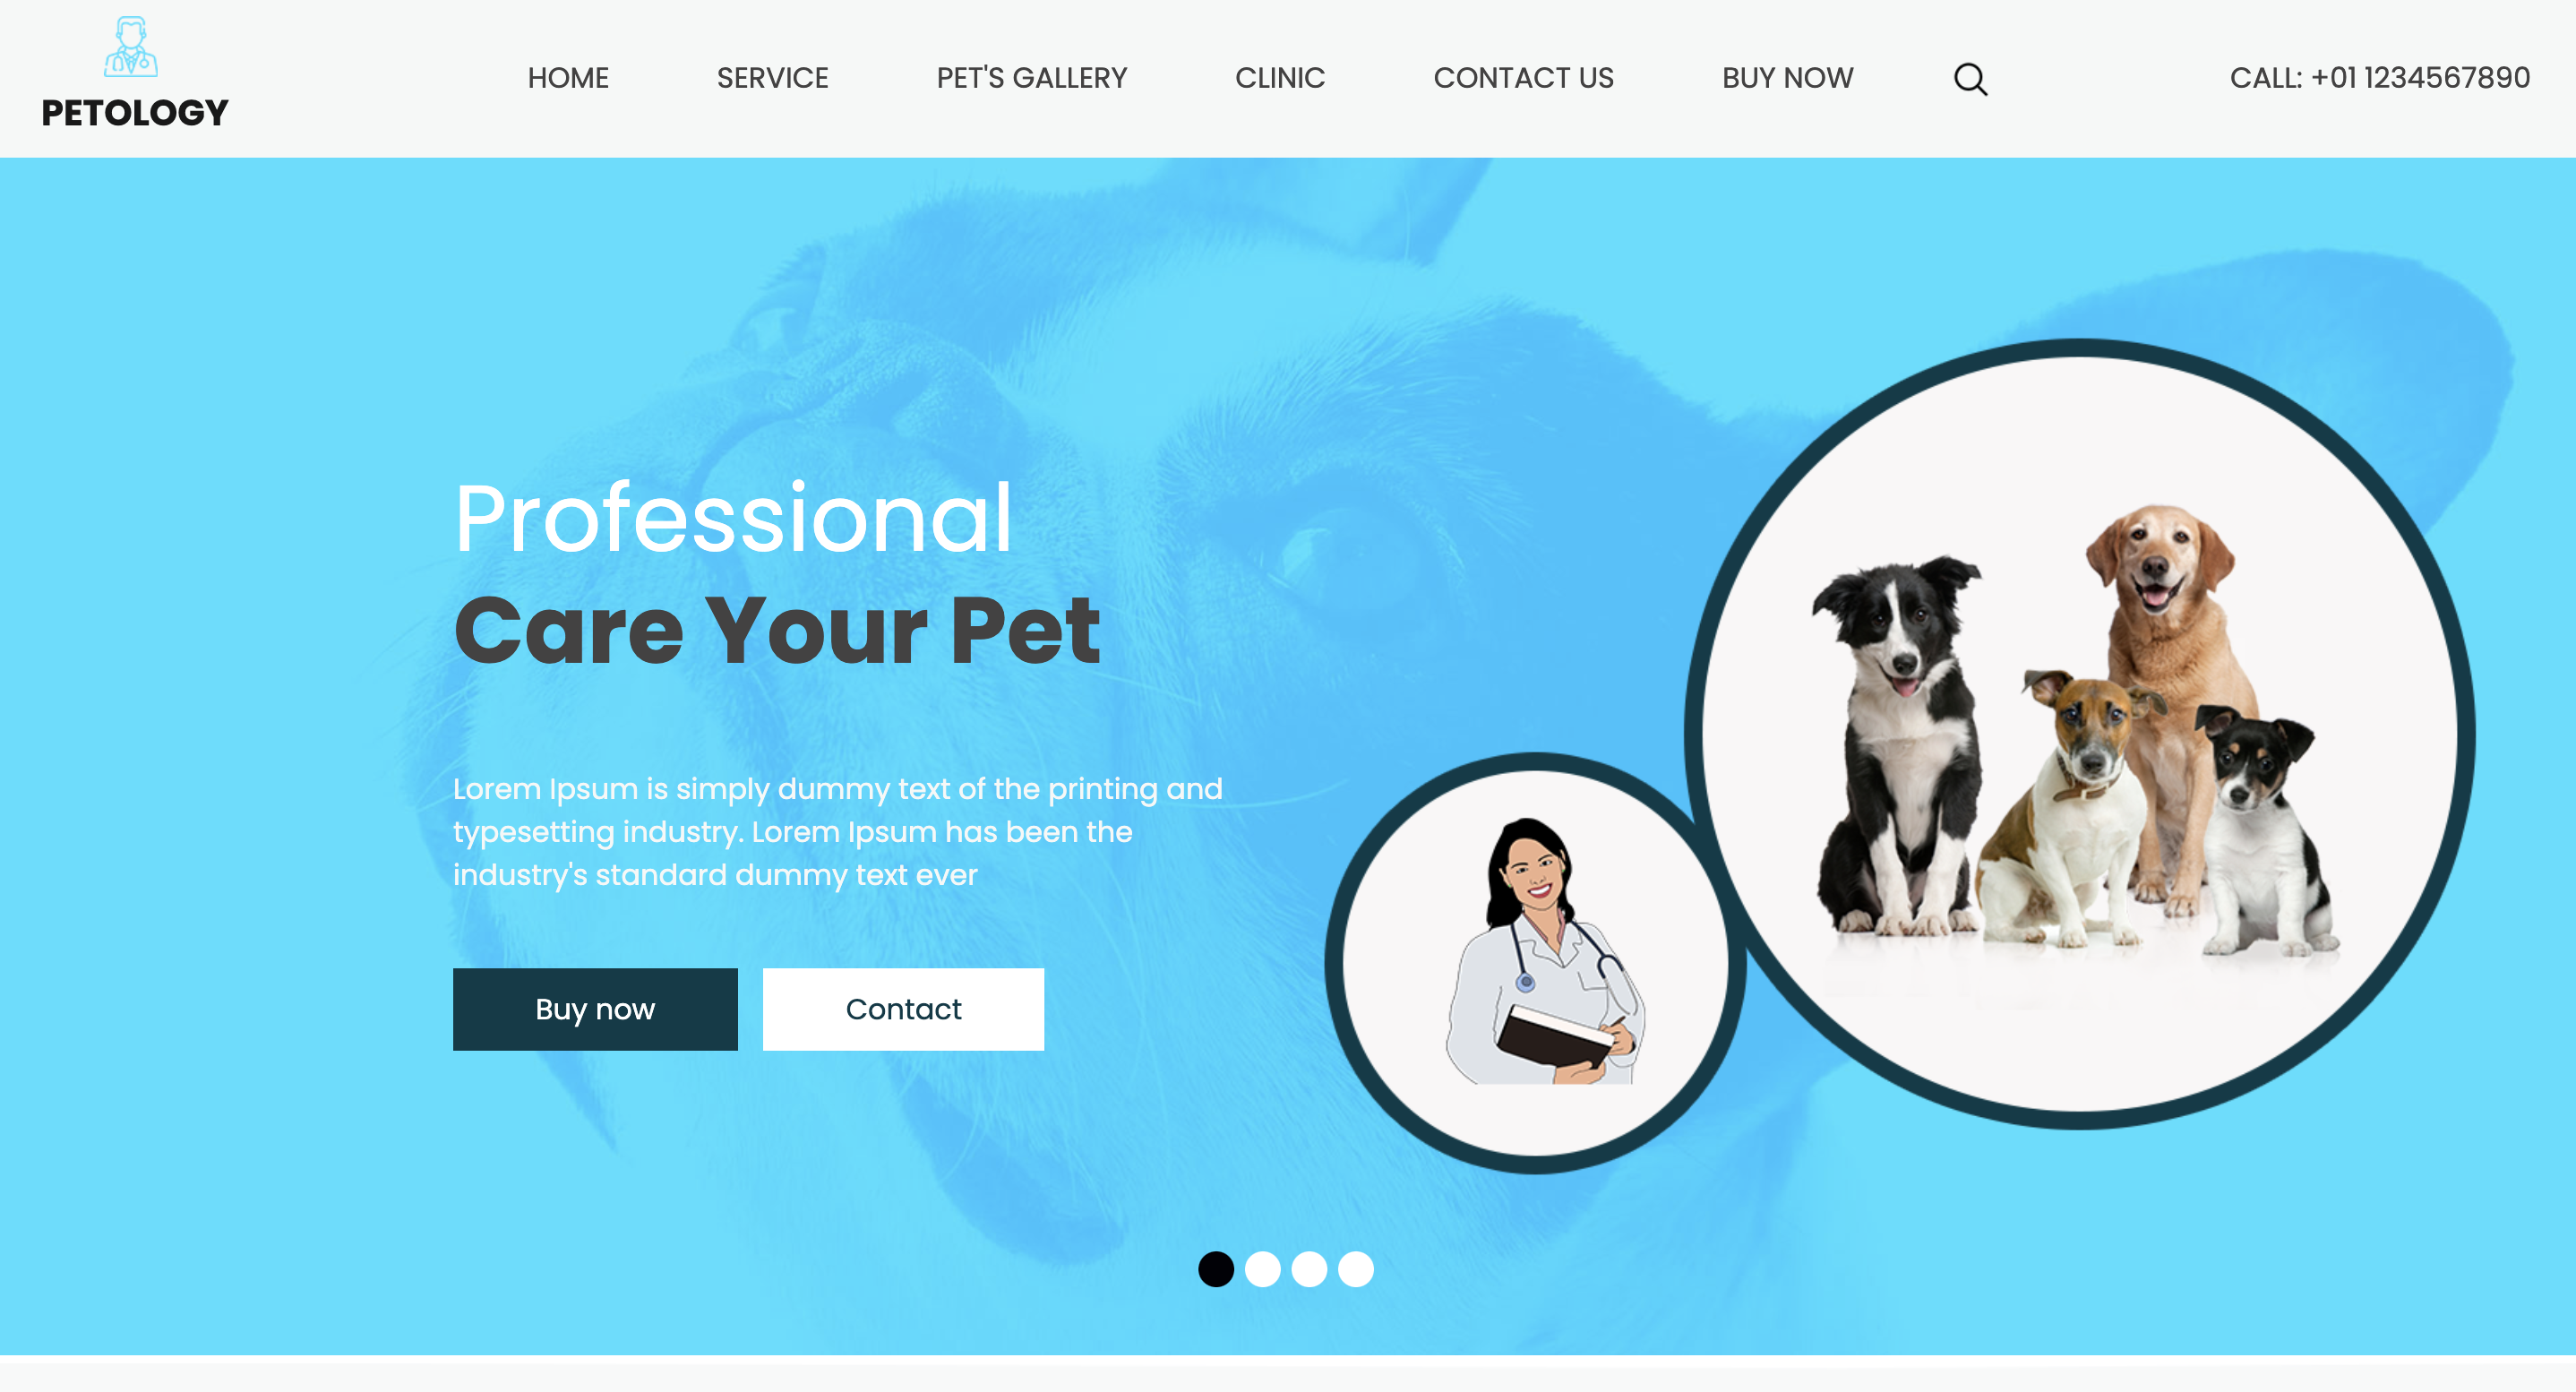 PETOLOGY
HOME SERVICE PET'S GALLERY CLINIC CONTACT US BUY NOW CALL: +01 1234567890
Professional
Care Your Pet
Lorem Ipsum is simply dummy text of the printing and
typesetting industry. Lorem Ipsum has been the
industry's standard dummy text ever
Buy now Contact